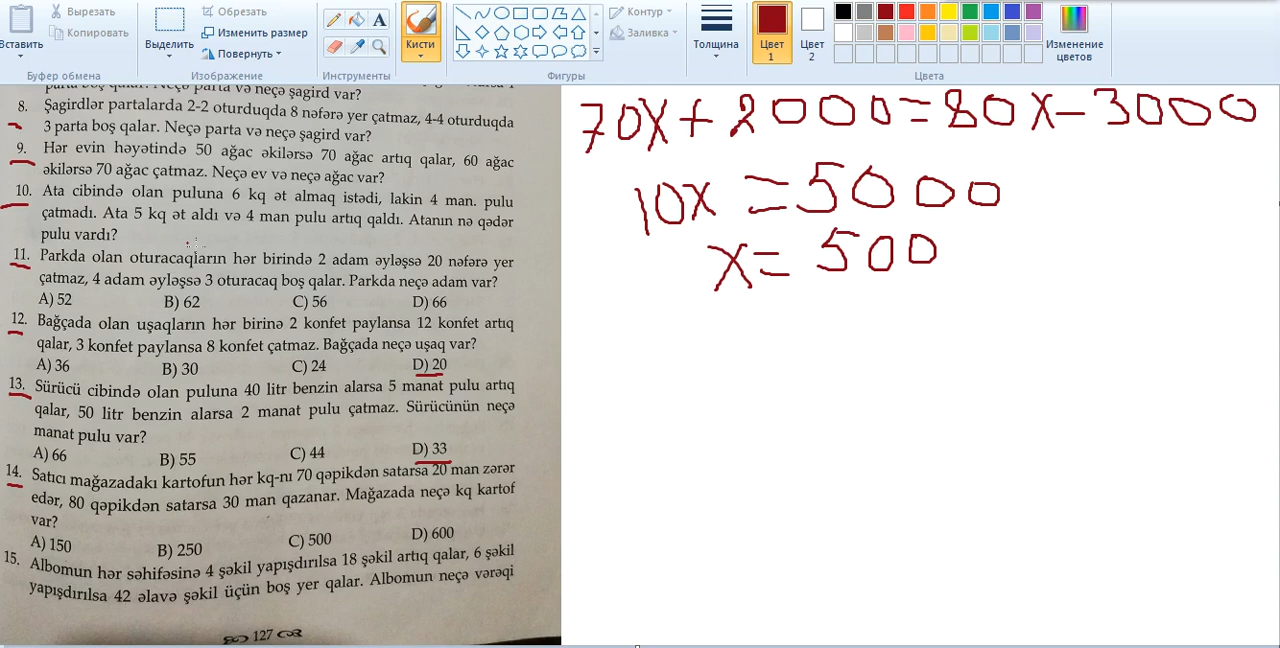 Вставить
Вырезать
Копировать
Буфер обмена
Выделить
Обрезать
Изменить размер
Повернуть
Изображение
A
Инструменты
Кисти
Фигуры
Контур
Заливка
Толщина
Цвет 1
Цвет 2
Цвета
Изменение цветов
parta boş qalar. Neçə parta və neçə şagird var?
8. Şagirdlər partalarda 2-2 oturduqda 8 nəfərə yer çatmaz, 4-4 oturduqda
3 parta boş qalar. Neçə parta və neçə şagird var?
9. Hər evin həyətində 50 ağac əkilərsə 70 ağac artıq qalar, 60 ağac
əkilərsə 70 ağac çatmaz. Neçə ev və neçə ağac var?
10. Ata cibində olan puluna 6 kq ət almaq istədi, lakin 4 man. pulu
çatmadı. Ata 5 kq ət aldı və 4 man pulu artıq qaldı. Atanın nə qədər
pulu vardı?
11. Parkda olan oturacaqların hər birində 2 adam əyləşsə 20 nəfərə yer
çatmaz, 4 adam əyləşsə 3 oturacaq boş qalar. Parkda neçə adam var?
A) 52 B) 62 C) 56 D) 66
12. Bağçada olan uşaqların hər birinə 2 konfet paylansa 12 konfet artıq
qalar, 3 konfet paylansa 8 konfet çatmaz. Bağçada neçə uşaq var?
A) 36 B) 30 C) 24 D) 20
13. Sürücü cibində olan puluna 40 litr benzin alarsa 5 manat pulu artıq
qalar, 50 litr benzin alarsa 2 manat pulu çatmaz. Sürücünün neçə
manat pulu var?
A) 66 B) 55 C) 44 D) 33
14. Satıcı mağazadakı kartofun hər kq-nı 70 qəpikdən satarsa 20 man zərər
edər, 80 qəpikdən satarsa 30 man qazanar. Mağazada neçə kq kartof
var?
A) 150 B) 250 C) 500 D) 600
15. Albomun hər səhifəsinə 4 şəkil yapışdırılsa 18 şəkil artıq qalar, 6 şəkil
yapışdırılsa 42 əlavə şəkil üçün boş yer qalar. Albomun neçə vərəqi
127
70x+2000=80x-3000
10x=5000
x=500